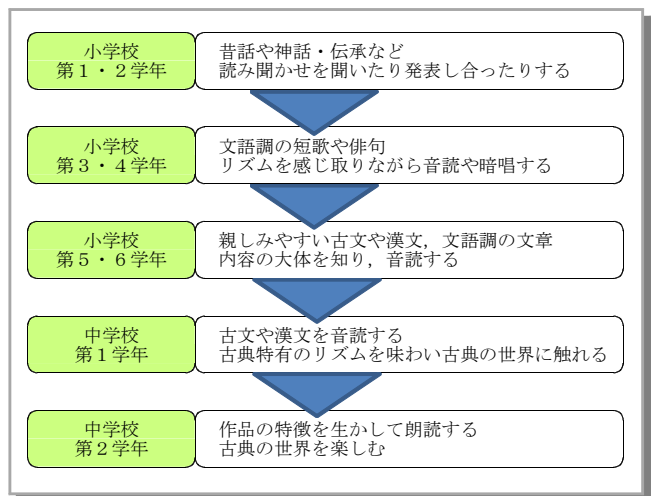 小学校
第１・２学年
昔話や神話・伝承など
読み聞かせを聞いたり発表し合ったりする
小学校
第３・４学年
文語調の短歌や俳句
リズムを感じ取りながら音読や暗唱する
小学校
第５・６学年
親しみやすい古文や漢文，文語調の文章
内容の大体を知り，音読する
中学校
第１学年
古文や漢文を音読する
古典特有のリズムを味わい古典の世界に触れる
中学校
第２学年
作品の特徴を生かして朗読する
古典の世界を楽しむ